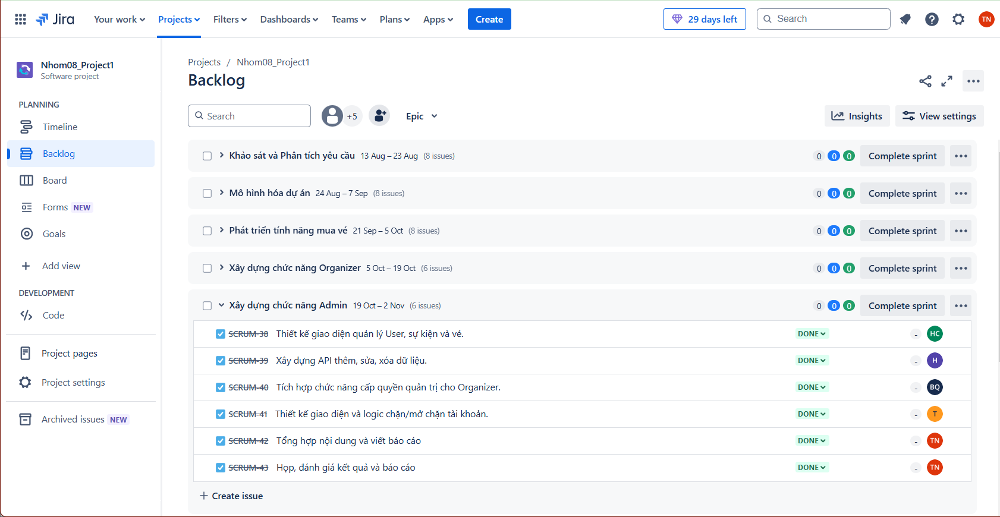 Jira Your work Projects Filters Dashboards Teams Plans Apps Create 29 days left Search TN
Nhom08_Project1
Software project
PLANNING
Timeline
Backlog
Board
Forms NEW
Goals
Add view
DEVELOPMENT
Code
Project pages
Project settings
Archived issues NEW
Projects / Nhom08_Project1
Backlog
Search +5 Epic Insights View settings
Khảo sát và Phân tích yêu cầu 13 Aug – 23 Aug (8 issues) 0 0 0 Complete sprint
Mô hình hóa dự án 24 Aug – 7 Sep (8 issues) 0 0 0 Complete sprint
Phát triển tính năng mua vé 21 Sep – 5 Oct (8 issues) 0 0 0 Complete sprint
Xây dựng chức năng Organizer 5 Oct – 19 Oct (6 issues) 0 0 0 Complete sprint
Xây dựng chức năng Admin 19 Oct – 2 Nov (6 issues) 0 0 0 Complete sprint
SCRUM-38 Thiết kế giao diện quản lý User, sự kiện và vé. DONE - HC
SCRUM-39 Xây dựng API thêm, sửa, xóa dữ liệu. DONE - H
SCRUM-40 Tích hợp chức năng cấp quyền quản trị cho Organizer. DONE - BQ
SCRUM-41 Thiết kế giao diện và logic chặn/mở chặn tài khoản. DONE - T
SCRUM-42 Tổng hợp nội dung và viết báo cáo DONE - TN
SCRUM-43 Họp, đánh giá kết quả và báo cáo DONE - TN
+ Create issue